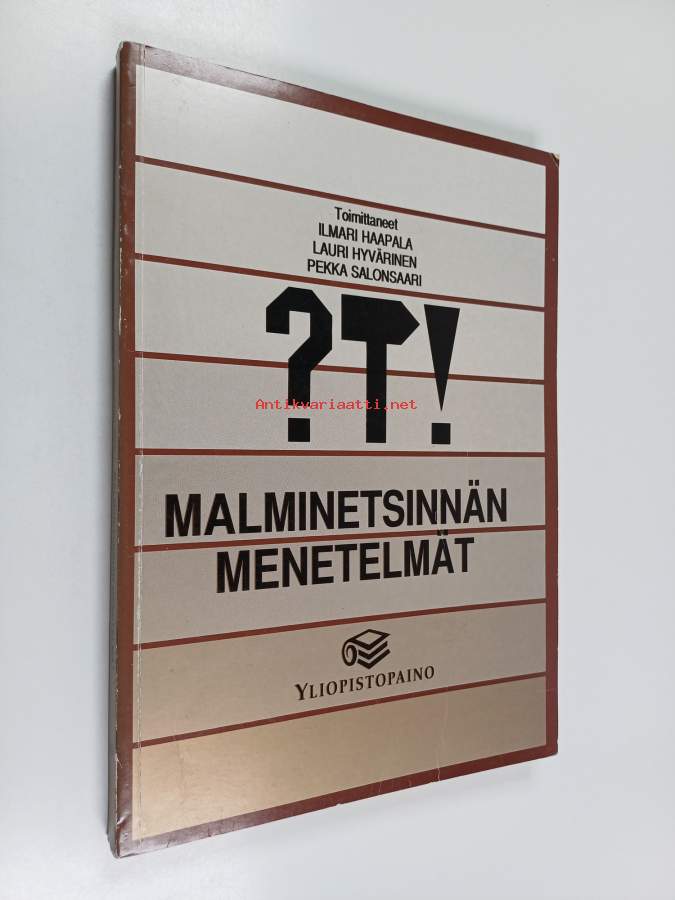 Toimittaneet
ILMARI HAAPALA
LAURI HYVÄRINEN
PEKKA SALONSAARI
?T!
Antikvariaatti.net
MALMINETSINNÄN
MENETELMÄT
YLIOPISTOPAINO